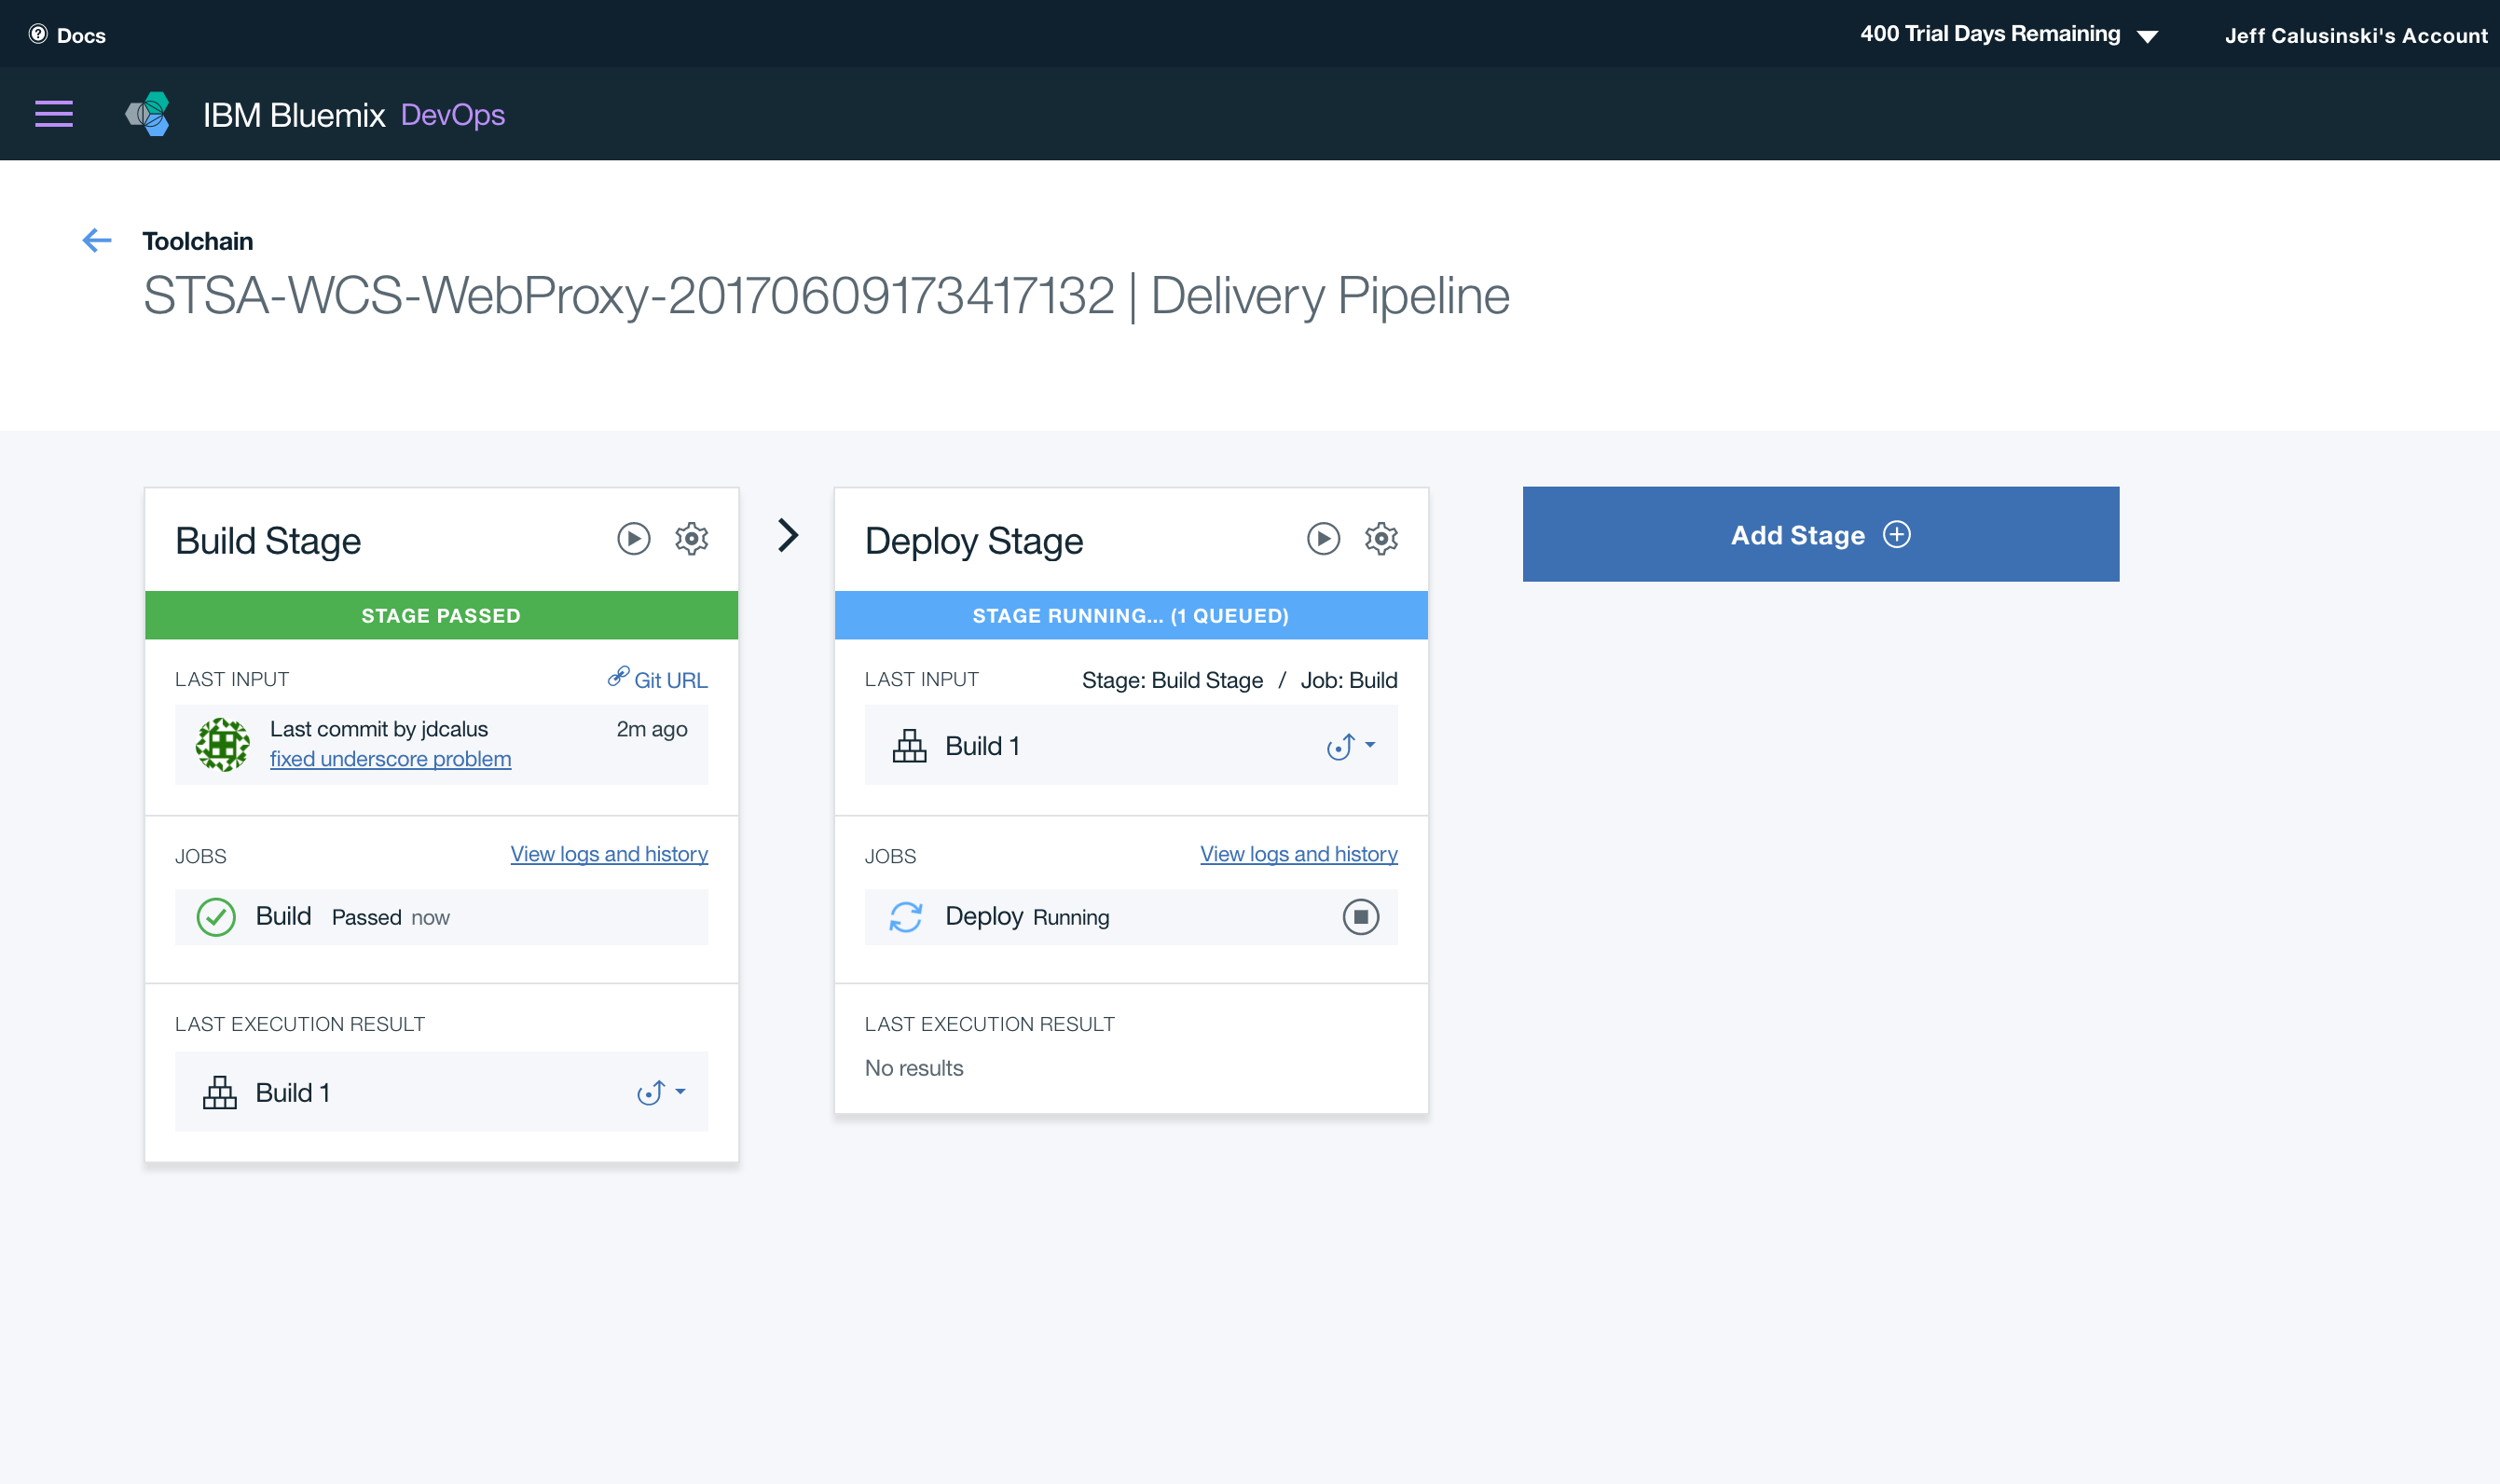 Docs
400 Trial Days Remaining
Jeff Calusinski's Account
IBM Bluemix DevOps
Toolchain
STSA-WCS-WebProxy-20170609173417132 | Delivery Pipeline
Build Stage
STAGE PASSED
LAST INPUT
Git URL
Last commit by jdcalus
2m ago
fixed underscore problem
JOBS
View logs and history
Build Passed now
LAST EXECUTION RESULT
Build 1
Deploy Stage
STAGE RUNNING... (1 QUEUED)
LAST INPUT
Stage: Build Stage / Job: Build
Build 1
JOBS
View logs and history
Deploy Running
LAST EXECUTION RESULT
No results
Add Stage